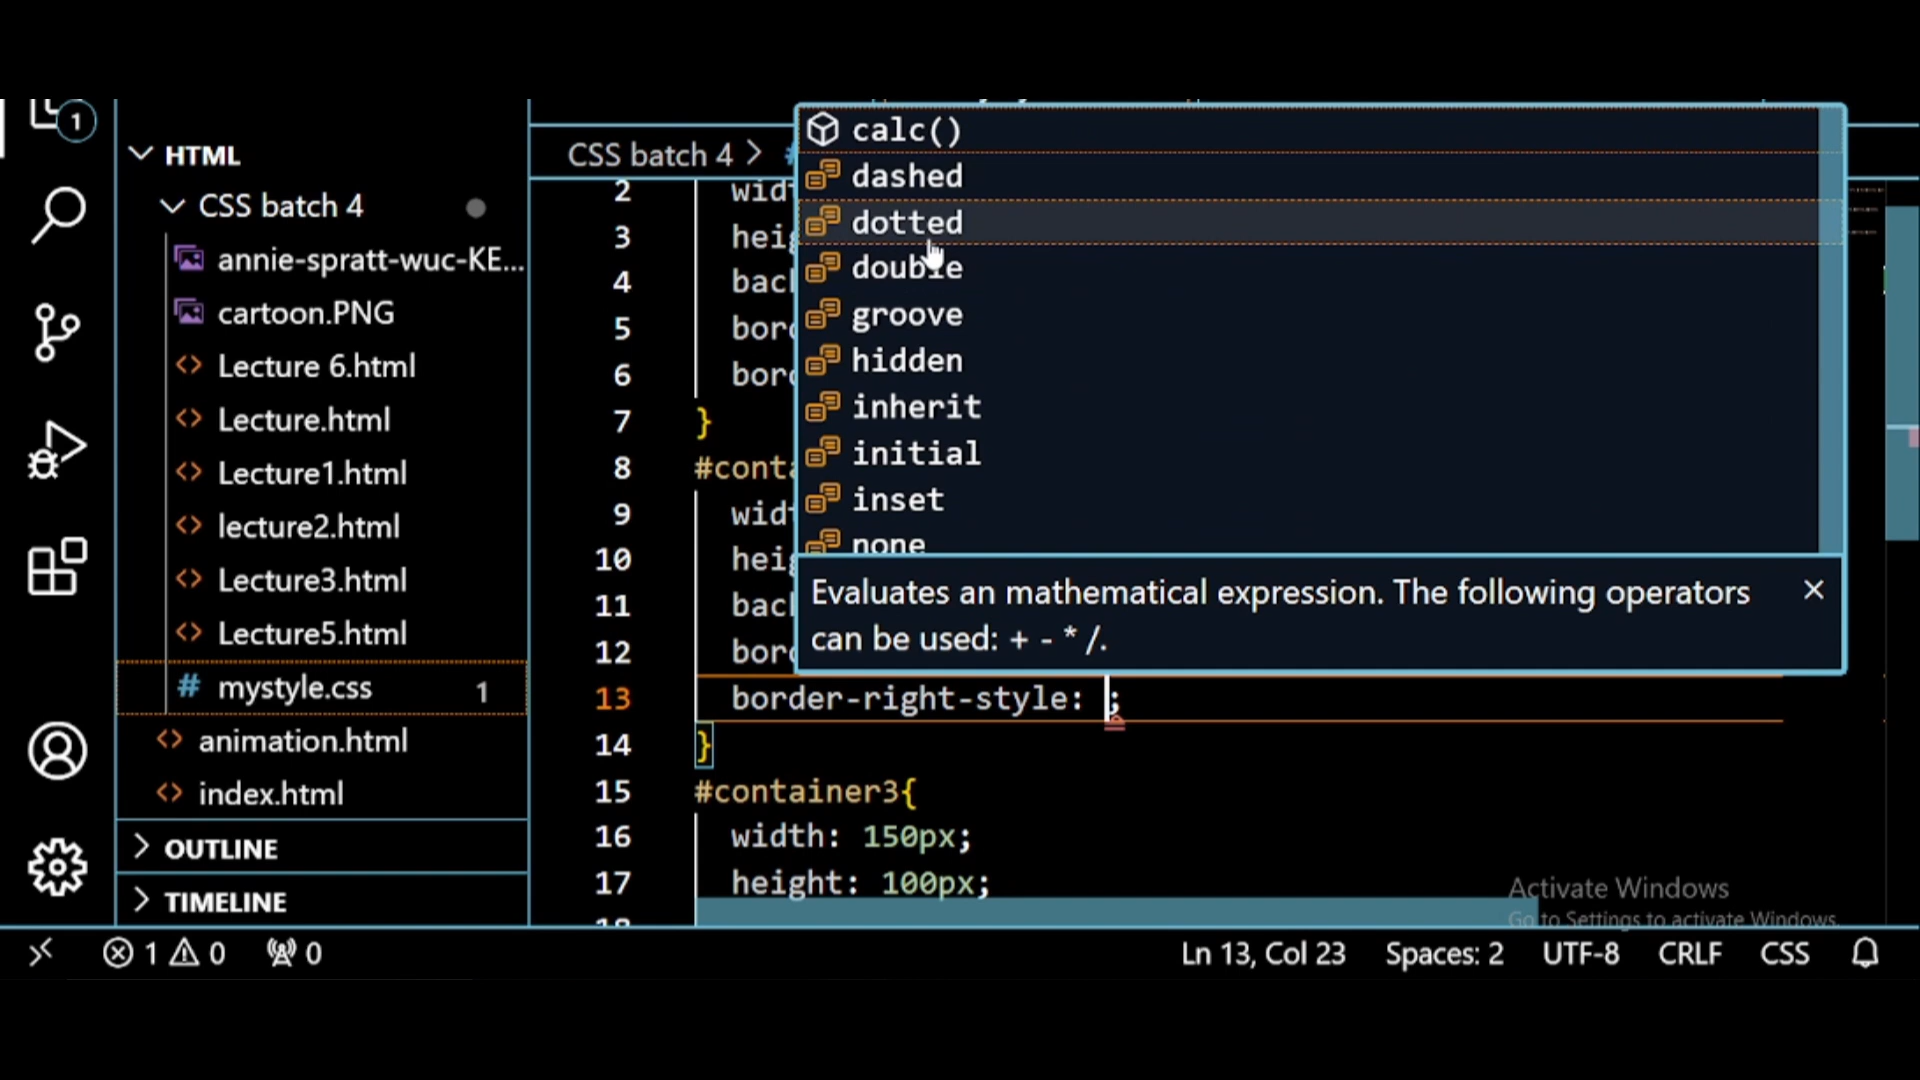 1
HTML
CSS batch 4
annie-spratt-wuc-KE...
cartoon.PNG
Lecture 6.html
Lecture.html
Lecture1.html
lecture2.html
Lecture3.html
Lecture5.html
mystyle.css 1
animation.html
index.html
OUTLINE
TIMELINE
CSS batch 4 >
2 wid
3 hei
4 bac
5 bor
6 bor
7 }
8 #cont
9 wid
10 hei
11 bac
12 bor
13 border-right-style: ;
14 }
15 #container3{
16 width: 150px;
17 height: 100px;
calc()
dashed
dotted
double
groove
hidden
inherit
initial
inset
none
Evaluates an mathematical expression. The following operators
can be used: + - * /.
Activate Windows
Go to Settings to activate Windows.
1 0 0
Ln 13, Col 23 Spaces: 2 UTF-8 CRLF CSS